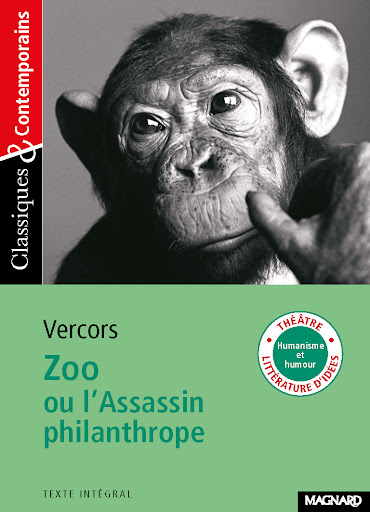 Classiques & Contemporains
Vercors
Zoo
ou l'Assassin
philanthrope
THÉÂTRE
Humanisme
et
humour
LITTÉRATURE D'IDÉES
TEXTE INTÉGRAL
MAGNARD